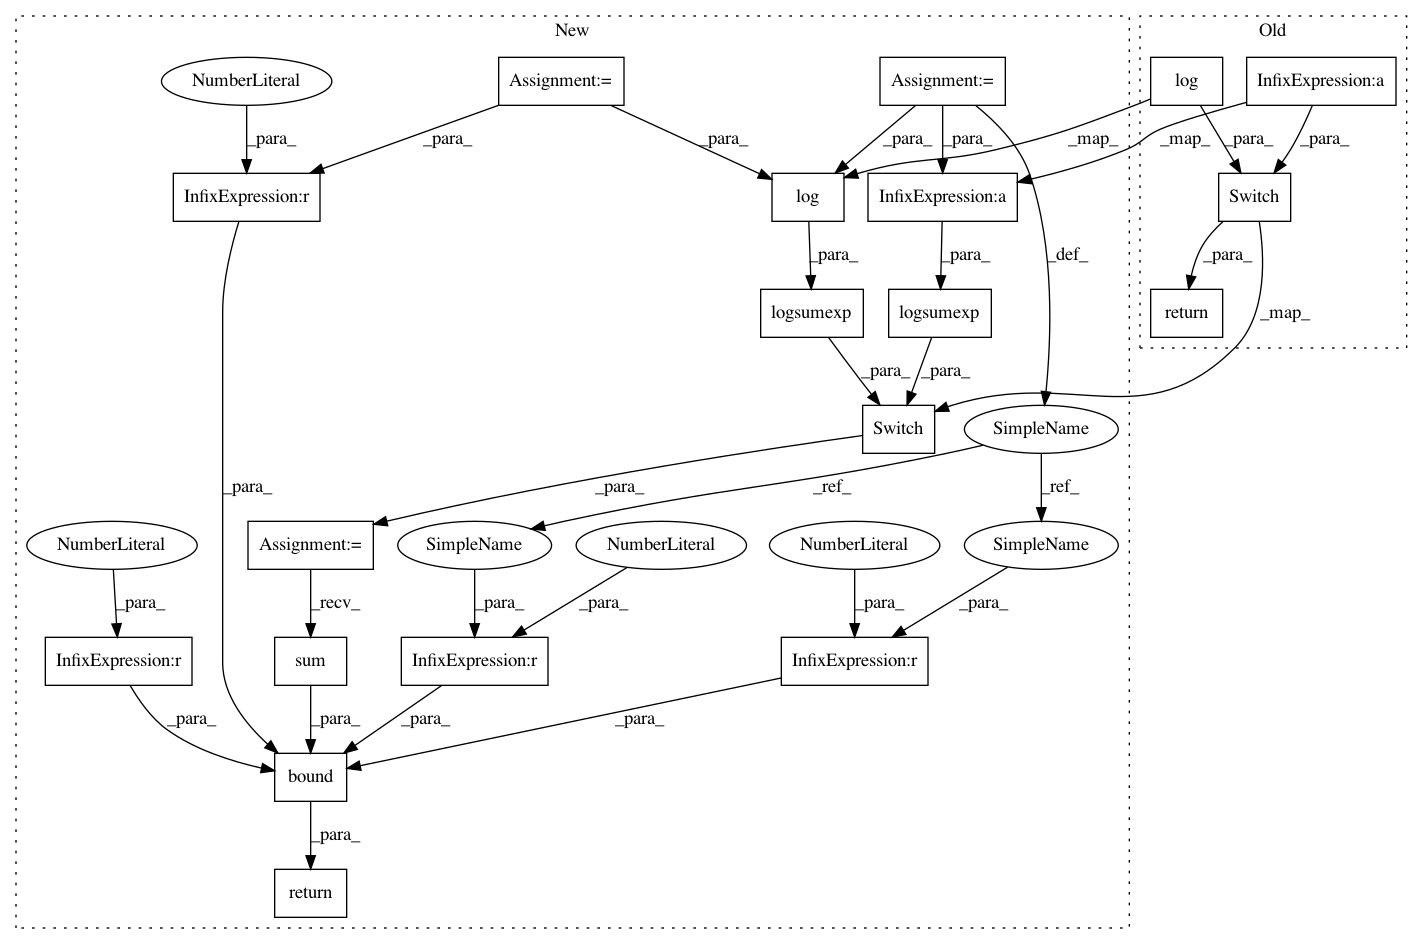 New
Old
NumberLiteral
Assignment:=
Assignment:=
log
InfixExpression:a
_para_
_para_
_para_
_para_
_para_
_map_
_map_
_para_
_para_
InfixExpression:r
log
InfixExpression:a
Switch
_para_
_para_
_def_
_para_
logsumexp
logsumexp
return
_map_
_para_
_para_
Switch
SimpleName
_para_
_para_
_ref_
_ref_
NumberLiteral
Assignment:=
SimpleName
NumberLiteral
NumberLiteral
SimpleName
_para_
_recv_
_para_
_para_
_para_
_para_
InfixExpression:r
sum
InfixExpression:r
InfixExpression:r
_para_
_para_
_para_
_para_
bound
_para_
return